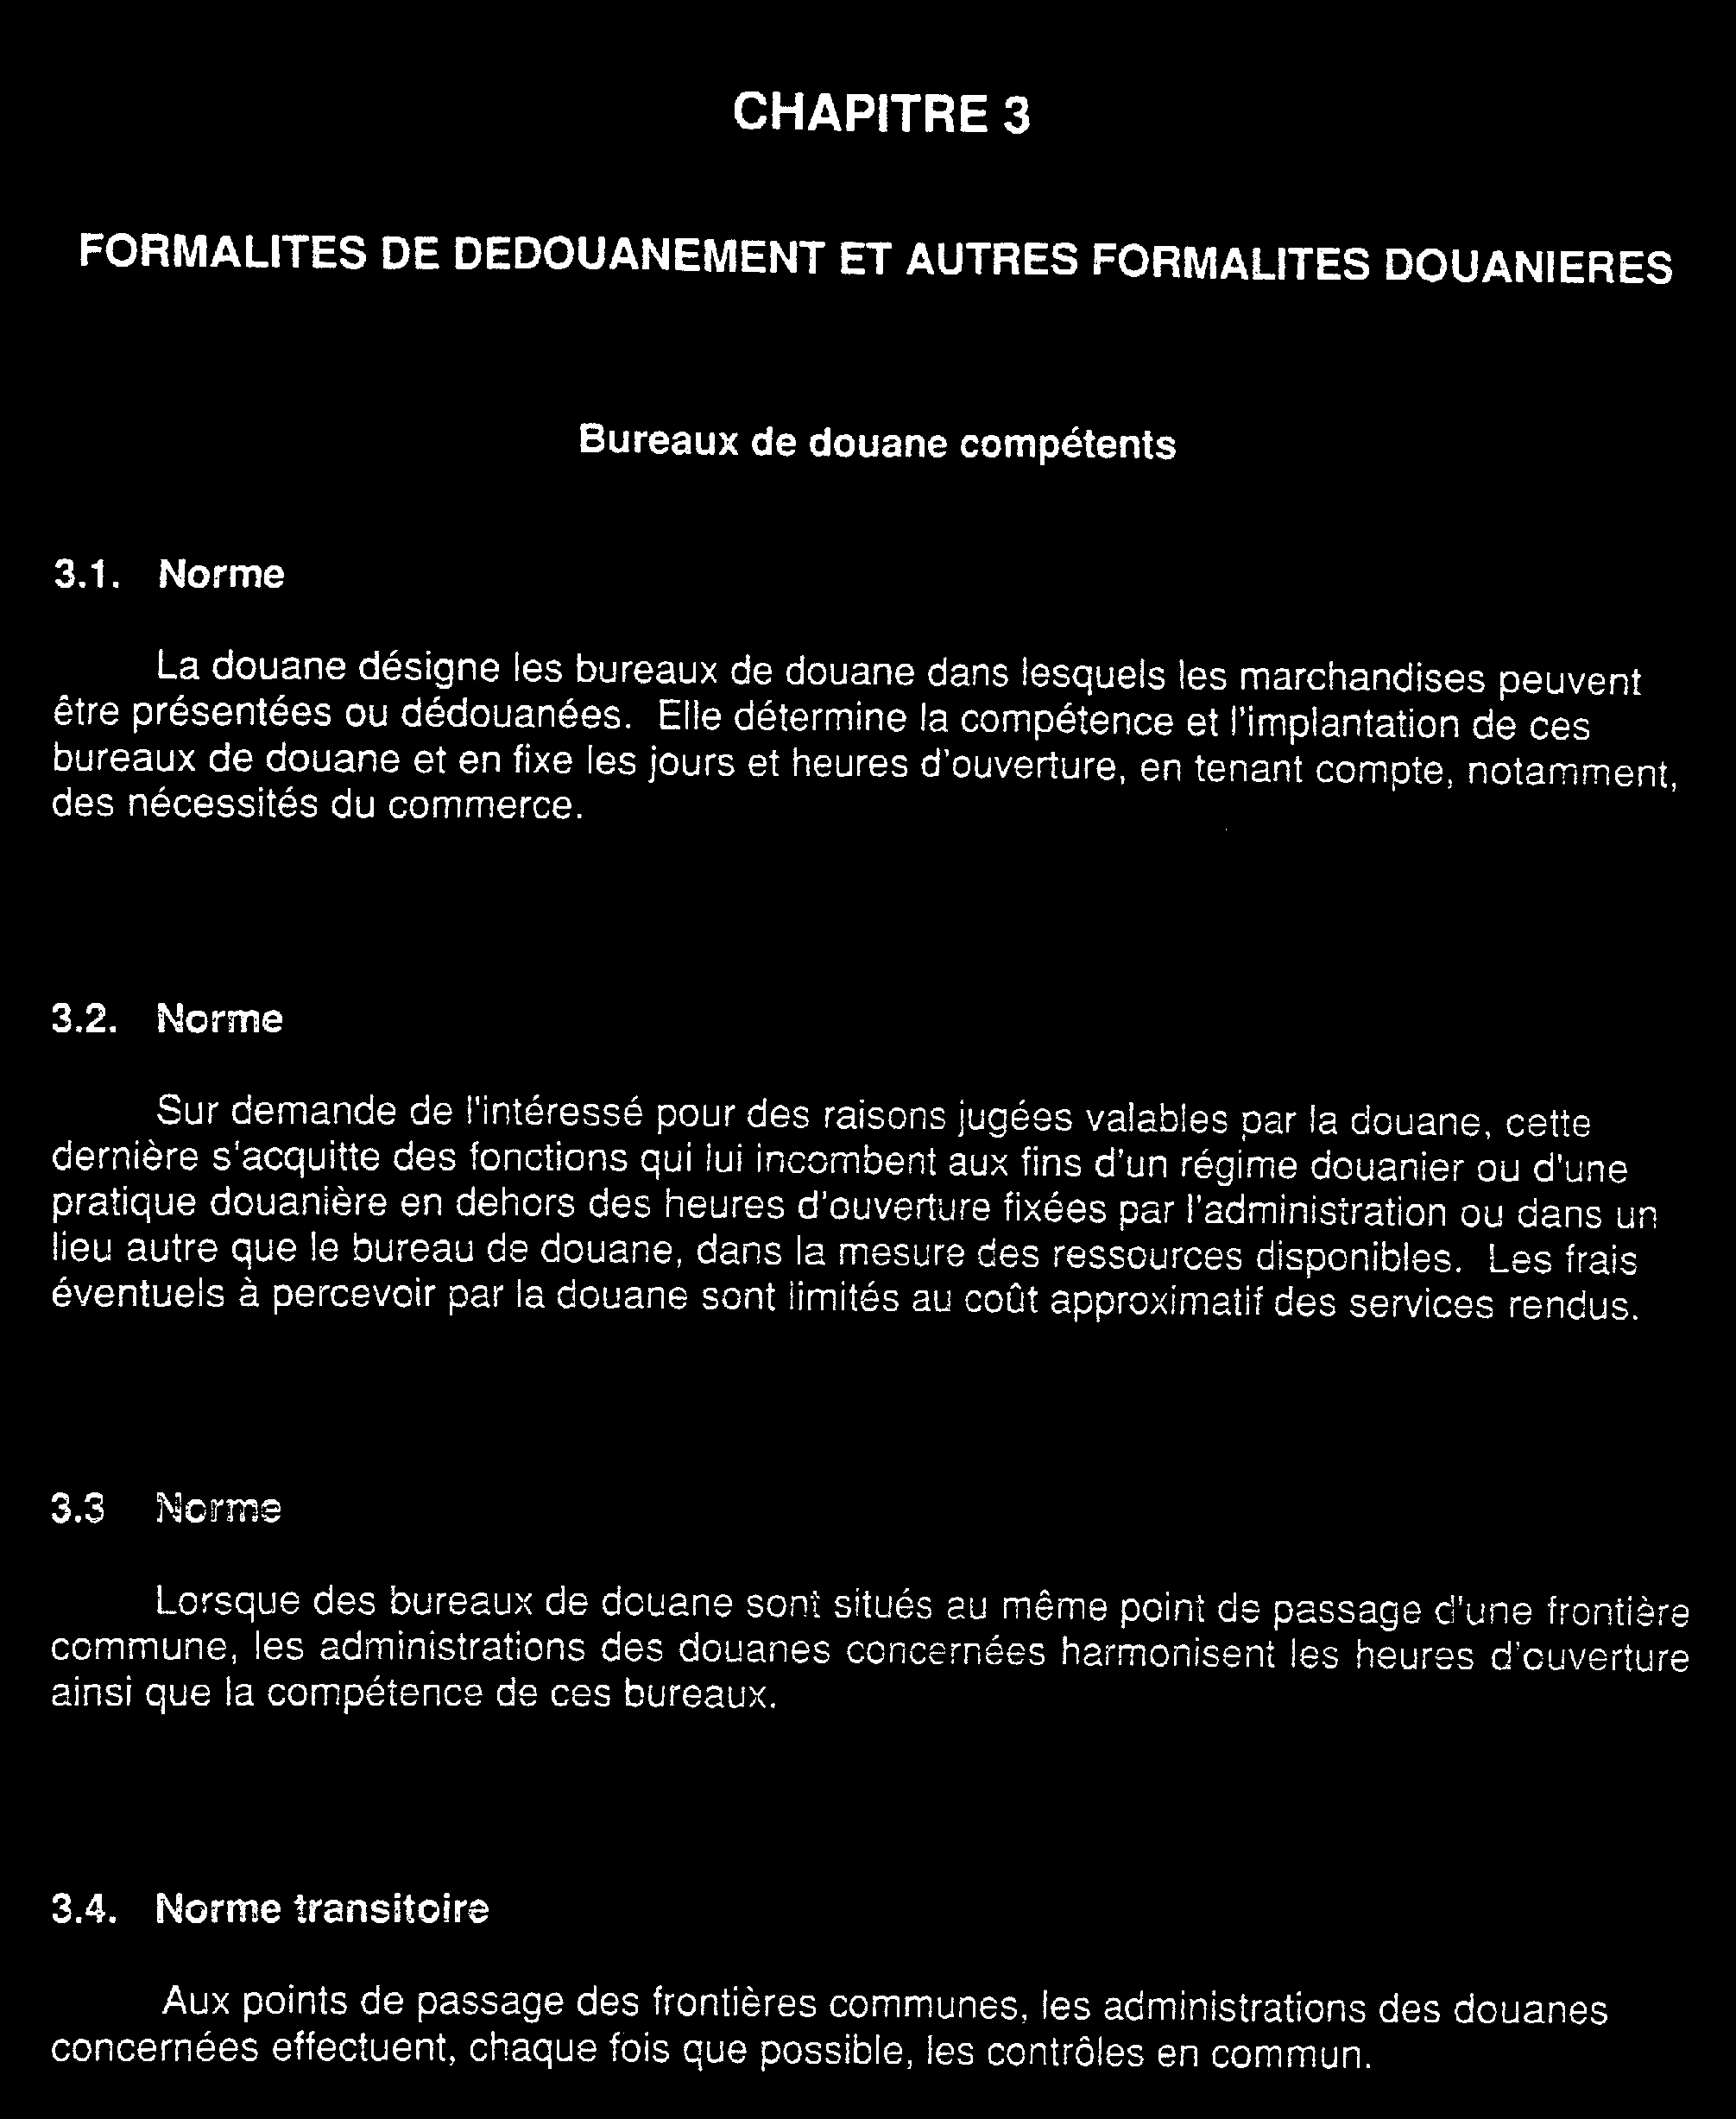 CHAPITRE 3
FORMALITES DE DEDOUANEMENT ET AUTRES FORMALITES DOUANIERES
Bureaux de douane compétents
3.1. Norme
La douane désigne les bureaux de douane dans lesquels les marchandises peuvent
être présentées ou dédouanées. Elle détermine la compétence et l'implantation de ces
bureaux de douane et en fixe les jours et heures d'ouverture, en tenant compte, notamment,
des nécessités du commerce.
3.2. Norme
Sur demande de l'intéressé pour des raisons jugées valables par la douane, cette
dernière s'acquitte des fonctions qui lui incombent aux fins d'un régime douanier ou d'une
pratique douanière en dehors des heures d'ouverture fixées par l'administration ou dans un
lieu autre que le bureau de douane, dans la mesure des ressources disponibles. Les frais
éventuels à percevoir par la douane sont limités au coût approximatif des services rendus.
3.3 Norme
Lorsque des bureaux de douane sont situés au même point de passage d'une frontière
commune, les administrations des douanes concernées harmonisent les heures d'ouverture
ainsi que la compétence de ces bureaux.
3.4. Norme transitoire
Aux points de passage des frontières communes, les administrations des douanes
concernées effectuent, chaque fois que possible, les contrôles en commun.